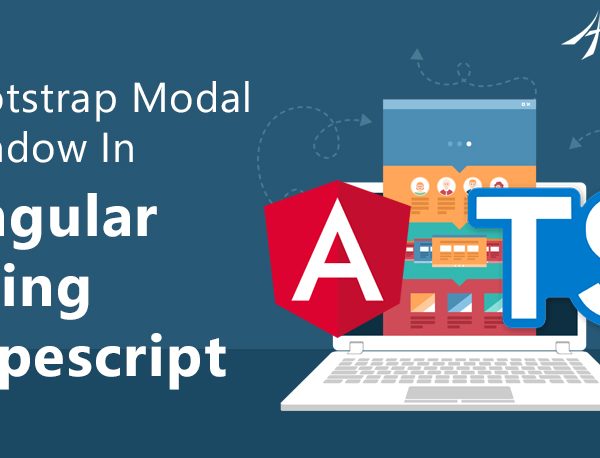 otstrap Modal
ndow In
ngular
ing
pescript
A
TS